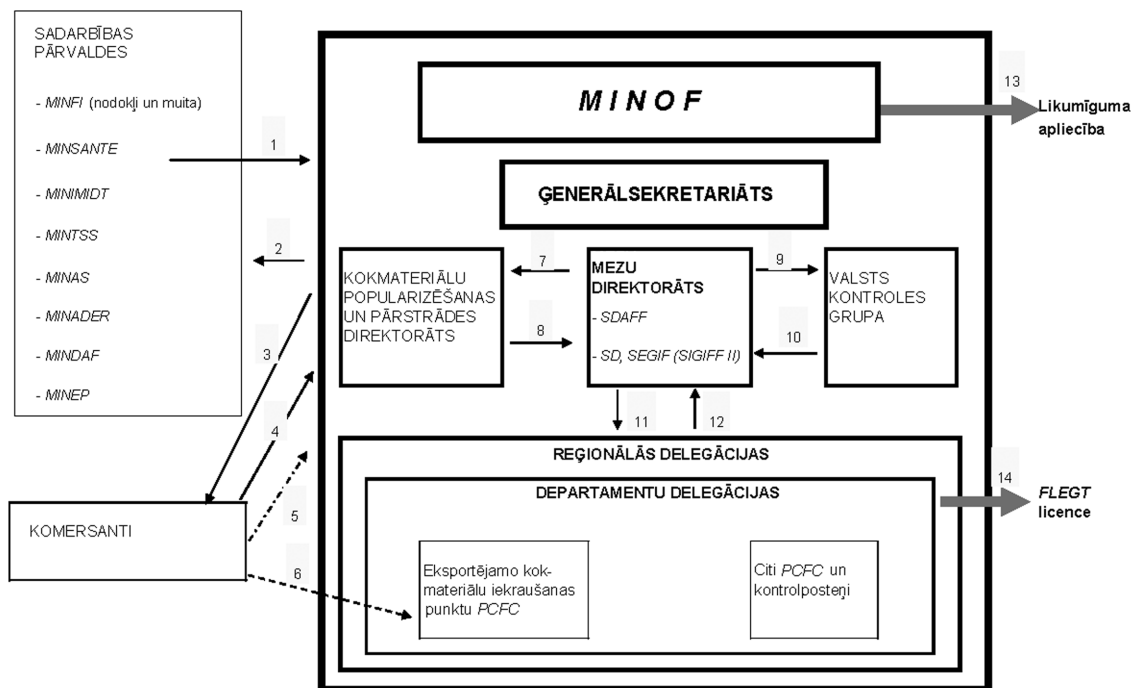 SADARBĪBAS
PĀRVALDES
- MINFI (nodokļi un muita)
- MINSANTE
- MINIMIDT
- MINTSS
- MINAS
- MINADER
- MINDAF
- MINEP
1
2
3
4
5
6
KOMERSANTI
MINOF
13
Likumīguma
apliecība
ĢENERĀLSEKRETARIĀTS
KOKMATERIĀLU
POPULARIZĒŠANAS
UN PĀRSTRĀDES
DIREKTORĀTS
7
8
MEZU
DIREKTORĀTS
- SDAFF
- SD, SEGIF (SIGIFF II)
9
10
VALSTS
KONTROLES
GRUPA
11
12
REĢIONĀLĀS DELEGĀCIJAS
DEPARTAMENTU DELEGĀCIJAS
14
FLEGT
licence
Eksportējamo kok-
materiālu iekraušanas
punktu PCFC
Citi PCFC un
kontrolposteņi